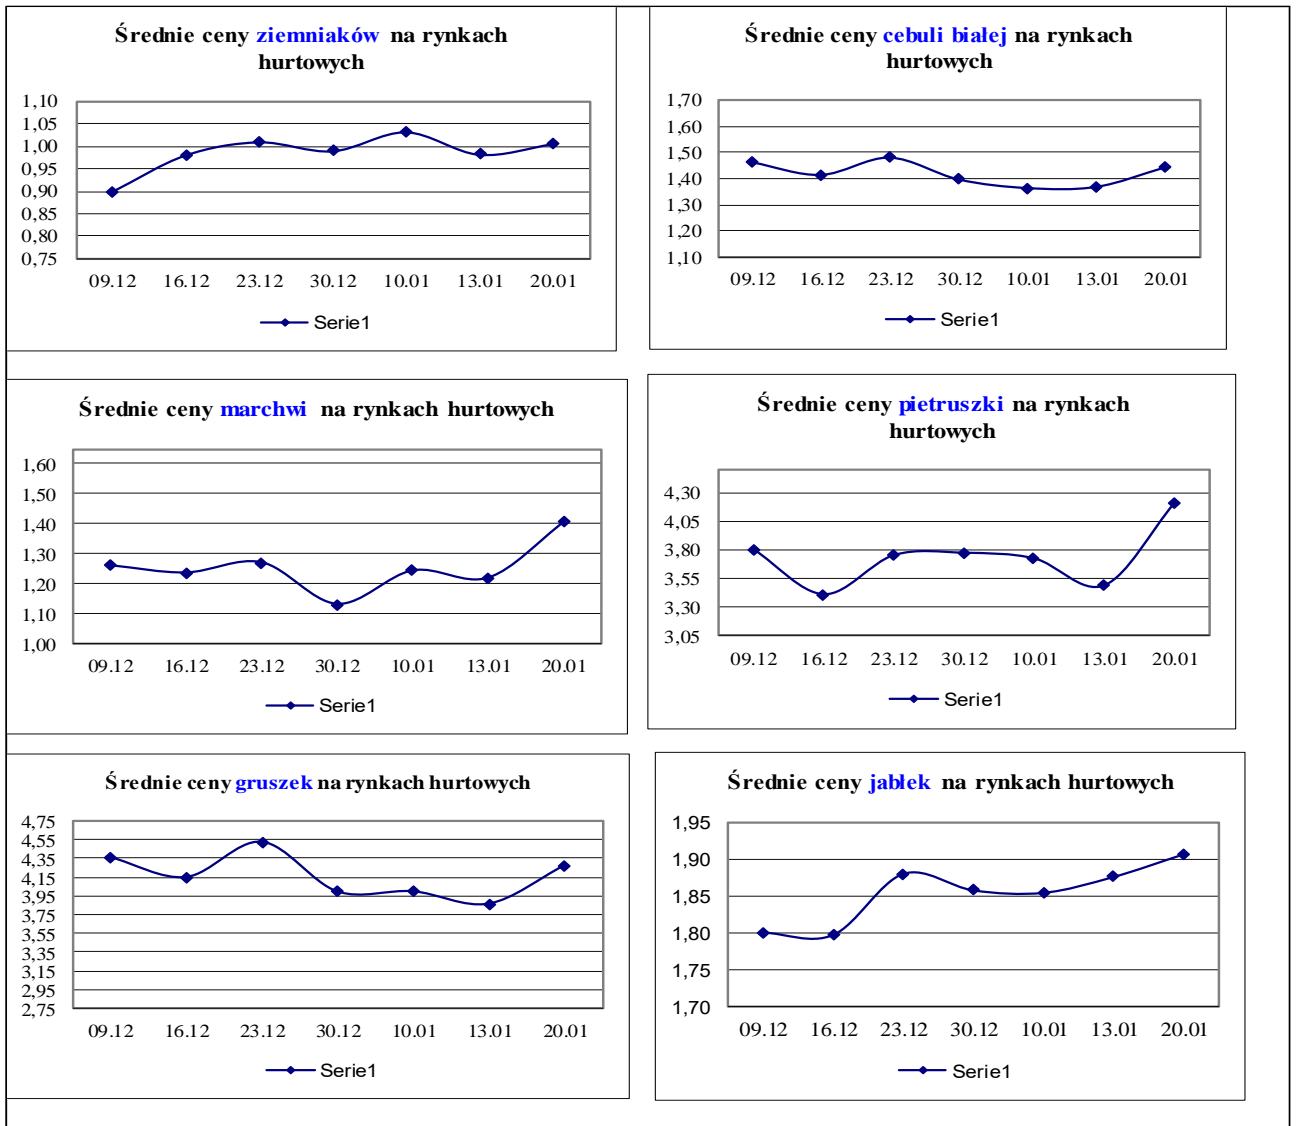 Średnie ceny ziemniaków na rynkach
hurtowych
1,10
1,05
1,00
0,95
0,90
0,85
0,80
0,75
09.12 16.12 23.12 30.12 10.01 13.01 20.01
Serie1
Średnie ceny cebuli białej na rynkach
hurtowych
1,70
1,60
1,50
1,40
1,30
1,20
1,10
09.12 16.12 23.12 30.12 10.01 13.01 20.01
Serie1
Średnie ceny marchwi na rynkach hurtowych
1,60
1,50
1,40
1,30
1,20
1,10
1,00
09.12 16.12 23.12 30.12 10.01 13.01 20.01
Serie1
Średnie ceny pietruszki na rynkach
hurtowych
4,30
4,05
3,80
3,55
3,30
3,05
09.12 16.12 23.12 30.12 10.01 13.01 20.01
Serie1
Średnie ceny gruszek na rynkach hurtowych
4,75
4,55
4,35
4,15
3,95
3,75
3,55
3,35
3,15
2,95
2,75
09.12 16.12 23.12 30.12 10.01 13.01 20.01
Serie1
Średnie ceny jabłek na rynkach hurtowych
1,95
1,90
1,85
1,80
1,75
1,70
09.12 16.12 23.12 30.12 10.01 13.01 20.01
Serie1